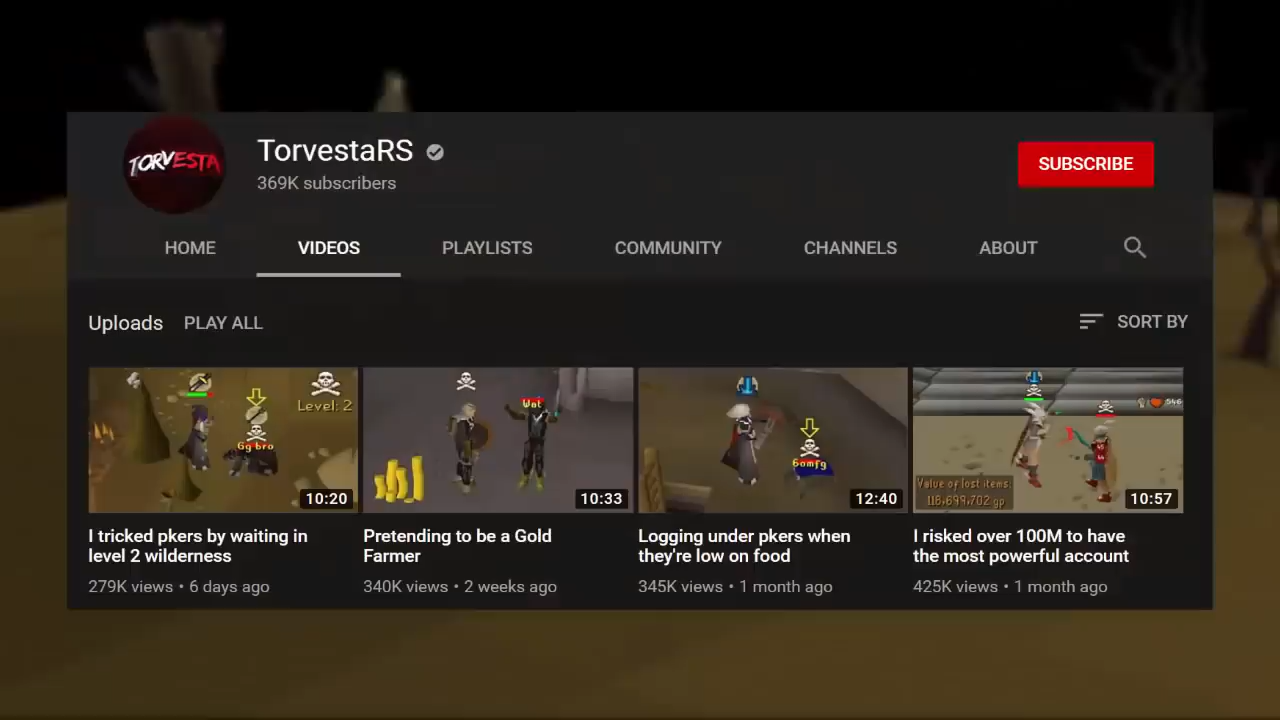 TORVESTA
TorvestaRS
369K subscribers
SUBSCRIBE
HOME VIDEOS PLAYLISTS COMMUNITY CHANNELS ABOUT
Uploads PLAY ALL SORT BY
Level: 2
Gg bro
10:20
Wat
10:33
Gomfg
12:40
546
Value of lost items:
118,699,702 gp
10:57
I tricked pkers by waiting in
level 2 wilderness
279K views • 6 days ago
Pretending to be a Gold
Farmer
340K views • 2 weeks ago
Logging under pkers when
they're low on food
345K views • 1 month ago
I risked over 100M to have
the most powerful account
425K views • 1 month ago